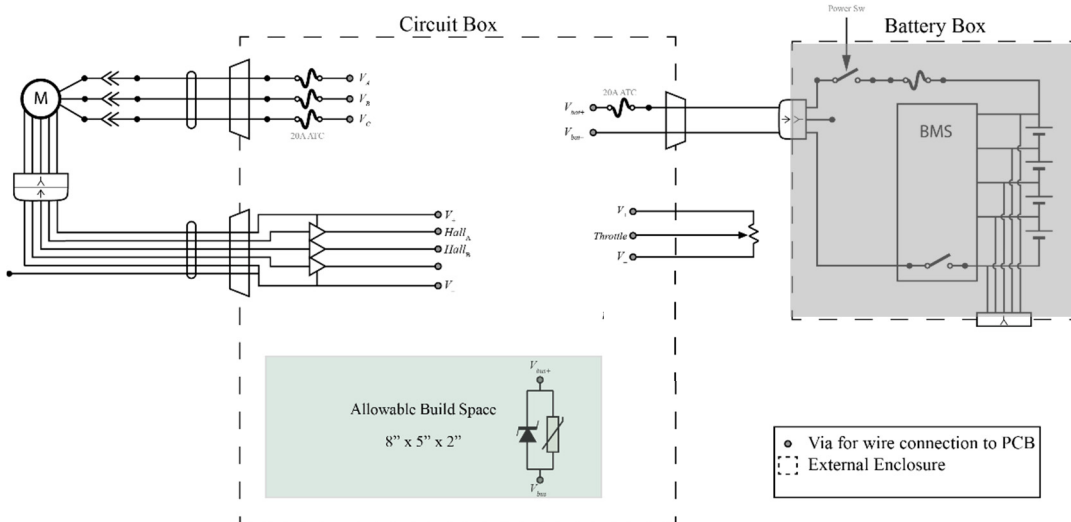 Power Sw
Circuit Box
Battery Box
M
V_A
V_B
V_C
20A ATC
20A ATC
V_bus+
V_bus-
BMS
V_+
Hall_A
Hall_B
V_-
V_+
Throttle
V_-
Allowable Build Space
8” x 5” x 2”
V_bus+
V_bus
Via for wire connection to PCB
External Enclosure